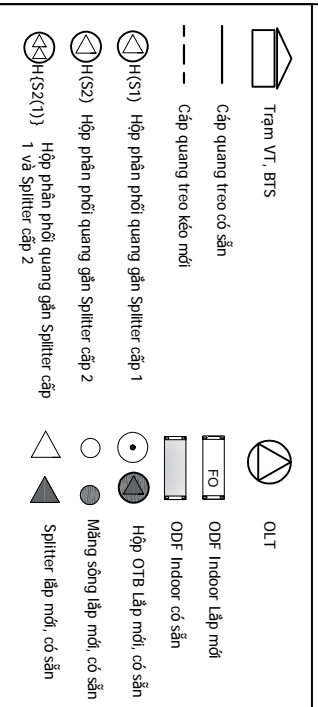 Trạm VT, BTS
Cáp quang treo có sẵn
Cáp quang treo kéo mới
H(S1) Hộp phân phối quang gắn Splitter cấp 1
H(S2) Hộp phân phối quang gắn Splitter cấp 2
H{S2(1)} Hộp phân phối quang gắn Splitter cấp
1 và Splitter cấp 2
OLT
FO ODF Indoor Lắp mới
ODF Indoor có sẵn
Hộp OTB Lắp mới, có sẵn
Măng sông lắp mới, có sẵn
Splitter lắp mới, có sẵn